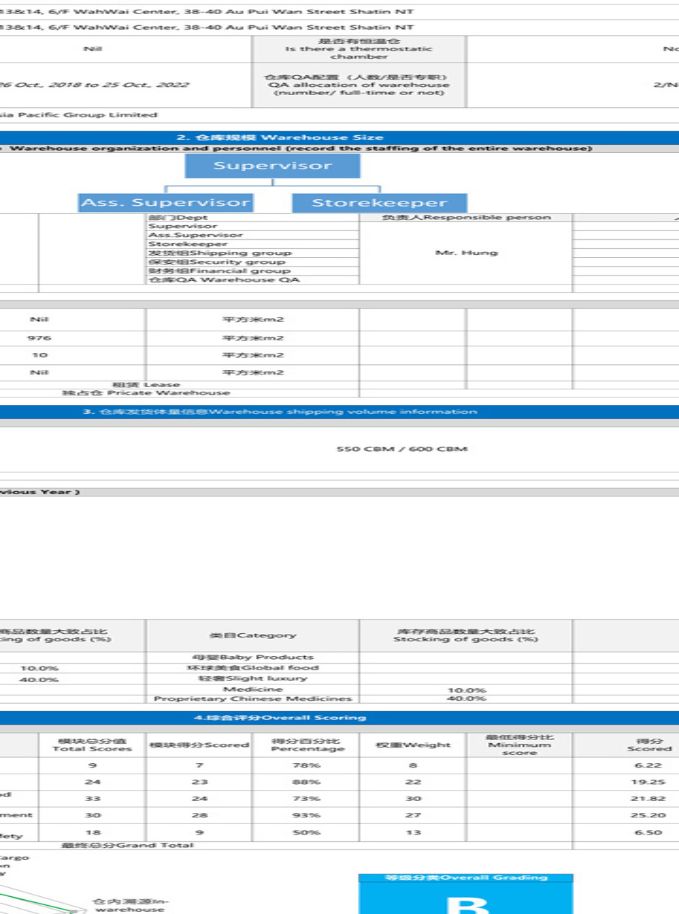 13&14, 6/F WahWai Center, 38-40 Au Pui Wan Street Shatin NT
13&14, 6/F WahWai Center, 38-40 Au Pui Wan Street Shatin NT
Nil
是否有恒温仓
Is there a thermostatic
chamber
No
26 Oct., 2018 to 25 Oct., 2022
仓库QA配置（人数/是否专职）
QA allocation of warehouse
(number/ full-time or not)
2/N
sia Pacific Group Limited
2. 仓库规模 Warehouse Size
Warehouse organization and personnel (record the staffing of the entire warehouse)
Supervisor
Ass. Supervisor
Storekeeper
部门Dept
负责人Responsible person
Supervisor
Ass.Supervisor
Storekeeper
发货组Shipping group
Mr. Hung
保安组Security group
财务组Financial group
仓库QA Warehouse QA
Nil
平方米m2
976
平方米m2
10
平方米m2
Nil
平方米m2
租赁 Lease
独占仓 Pricate Warehouse
3. 仓库发货体量信息Warehouse shipping volume information
550 CBM / 600 CBM
vious Year )
商品数量大致占比
king of goods (%)
类目Category
库存商品数量大致占比
Stocking of goods (%)
母婴Baby Products
10.0%
环球美食Global food
40.0%
轻奢Slight luxury
Medicine
10.0%
Proprietary Chinese Medicines
40.0%
4.综合评分Overall Scoring
模块总分值
Total Scores
模块得分Scored
得分百分比
Percentage
权重Weight
最低得分比
Minimum
score
得分
Scored
9
7
78%
8
6.22
24
23
88%
22
19.25
ed
33
24
73%
30
21.82
ment
30
28
93%
27
25.20
fety
18
9
50%
13
6.50
最终总分Grand Total
argo
on
y
等级分类Overall Grading
仓内溯源In-
warehouse
B